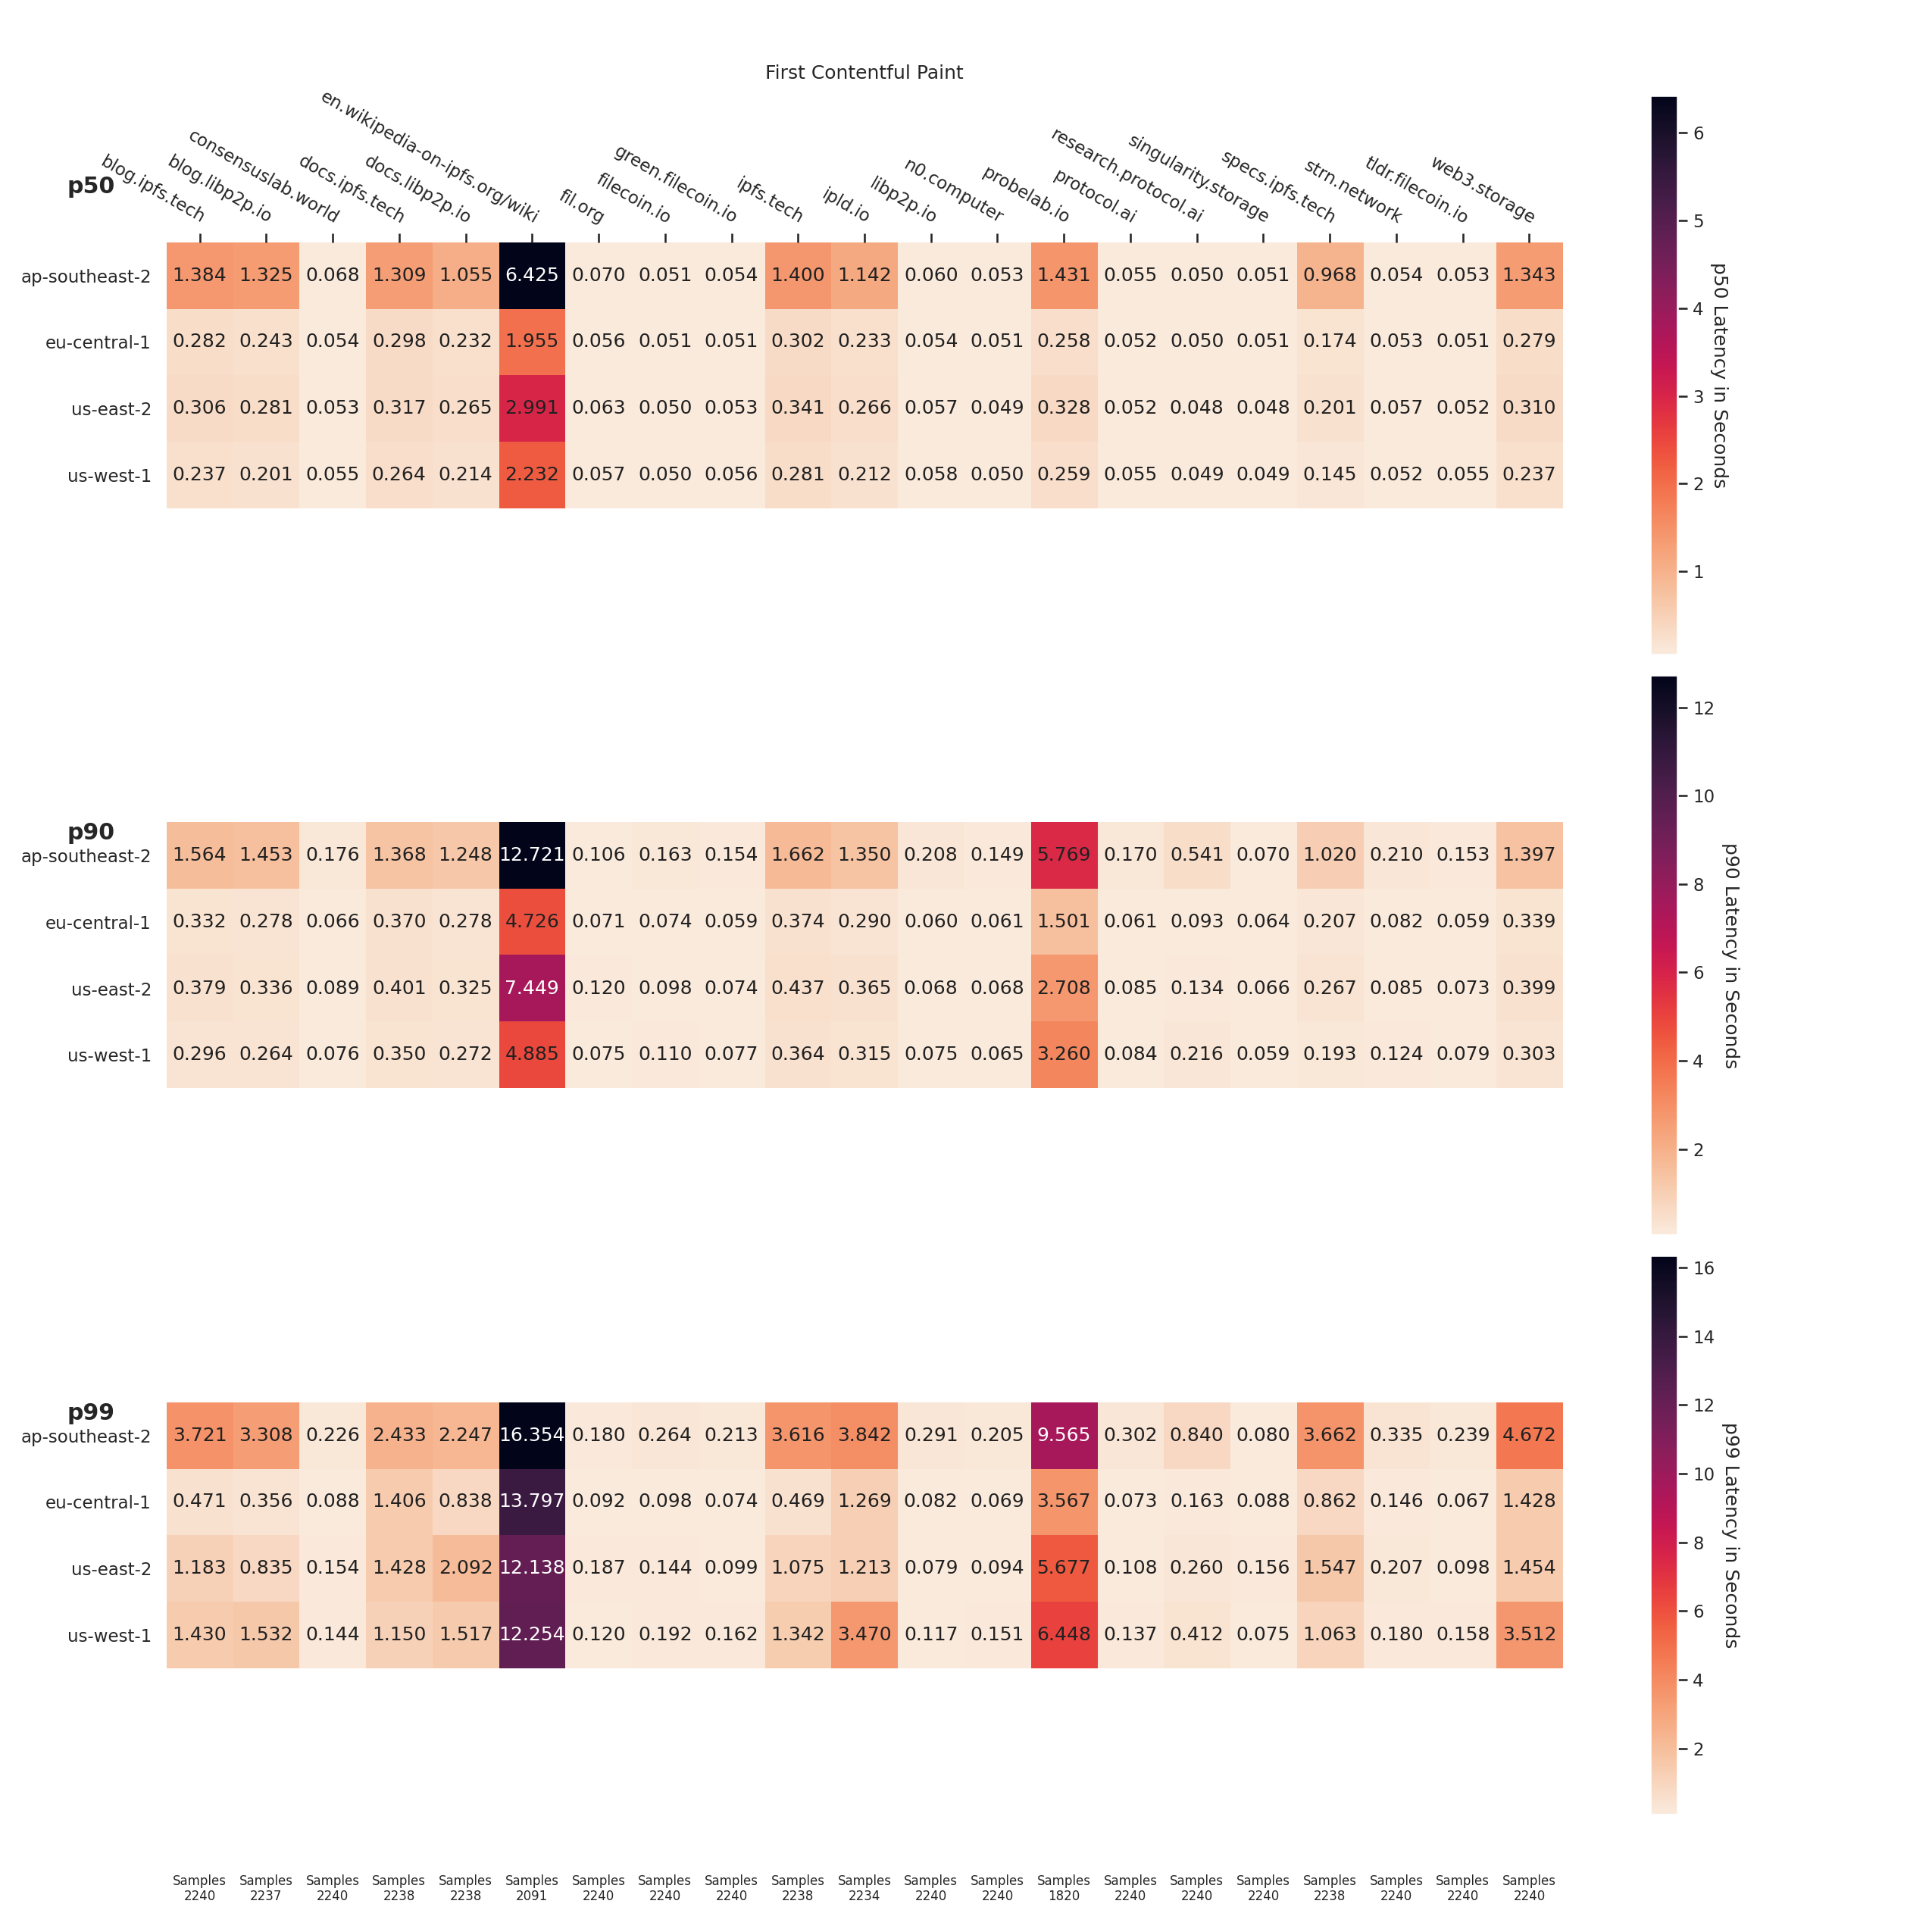 First Contentful Paint
p50
blog.ipfs.tech
blog.libp2p.io
consensuslab.world
docs.ipfs.tech
docs.libp2p.io
en.wikipedia-on-ipfs.org/wiki
fil.org
filecoin.io
green.filecoin.io
ipfs.tech
ipld.io
libp2p.io
n0.computer
probelab.io
protocol.ai
research.protocol.ai
singularity.storage
specs.ipfs.tech
strn.network
tldr.filecoin.io
web3.storage
ap-southeast-2 1.384 1.325 0.068 1.309 1.055 6.425 0.070 0.051 0.054 1.400 1.142 0.060 0.053 1.431 0.055 0.050 0.051 0.968 0.054 0.053 1.343
eu-central-1 0.282 0.243 0.054 0.298 0.232 1.955 0.056 0.051 0.051 0.302 0.233 0.054 0.051 0.258 0.052 0.050 0.051 0.174 0.053 0.051 0.279
us-east-2 0.306 0.281 0.053 0.317 0.265 2.991 0.063 0.050 0.053 0.341 0.266 0.057 0.049 0.328 0.052 0.048 0.048 0.201 0.057 0.052 0.310
us-west-1 0.237 0.201 0.055 0.264 0.214 2.232 0.057 0.050 0.056 0.281 0.212 0.058 0.050 0.259 0.055 0.049 0.049 0.145 0.052 0.055 0.237
6
5
4
3
2
1
p50 Latency in Seconds
p90
ap-southeast-2 1.564 1.453 0.176 1.368 1.248 12.721 0.106 0.163 0.154 1.662 1.350 0.208 0.149 5.769 0.170 0.541 0.070 1.020 0.210 0.153 1.397
eu-central-1 0.332 0.278 0.066 0.370 0.278 4.726 0.071 0.074 0.059 0.374 0.290 0.060 0.061 1.501 0.061 0.093 0.064 0.207 0.082 0.059 0.339
us-east-2 0.379 0.336 0.089 0.401 0.325 7.449 0.120 0.098 0.074 0.437 0.365 0.068 0.068 2.708 0.085 0.134 0.066 0.267 0.085 0.073 0.399
us-west-1 0.296 0.264 0.076 0.350 0.272 4.885 0.075 0.110 0.077 0.364 0.315 0.075 0.065 3.260 0.084 0.216 0.059 0.193 0.124 0.079 0.303
12
10
8
6
4
2
p90 Latency in Seconds
p99
ap-southeast-2 3.721 3.308 0.226 2.433 2.247 16.354 0.180 0.264 0.213 3.616 3.842 0.291 0.205 9.565 0.302 0.840 0.080 3.662 0.335 0.239 4.672
eu-central-1 0.471 0.356 0.088 1.406 0.838 13.797 0.092 0.098 0.074 0.469 1.269 0.082 0.069 3.567 0.073 0.163 0.088 0.862 0.146 0.067 1.428
us-east-2 1.183 0.835 0.154 1.428 2.092 12.138 0.187 0.144 0.099 1.075 1.213 0.079 0.094 5.677 0.108 0.260 0.156 1.547 0.207 0.098 1.454
us-west-1 1.430 1.532 0.144 1.150 1.517 12.254 0.120 0.192 0.162 1.342 3.470 0.117 0.151 6.448 0.137 0.412 0.075 1.063 0.180 0.158 3.512
16
14
12
10
8
6
4
2
p99 Latency in Seconds
Samples Samples Samples Samples Samples Samples Samples Samples Samples Samples Samples Samples Samples Samples Samples Samples Samples Samples Samples Samples Samples
2240 2237 2240 2238 2238 2091 2240 2240 2240 2238 2234 2240 2240 1820 2240 2240 2240 2238 2240 2240 2240